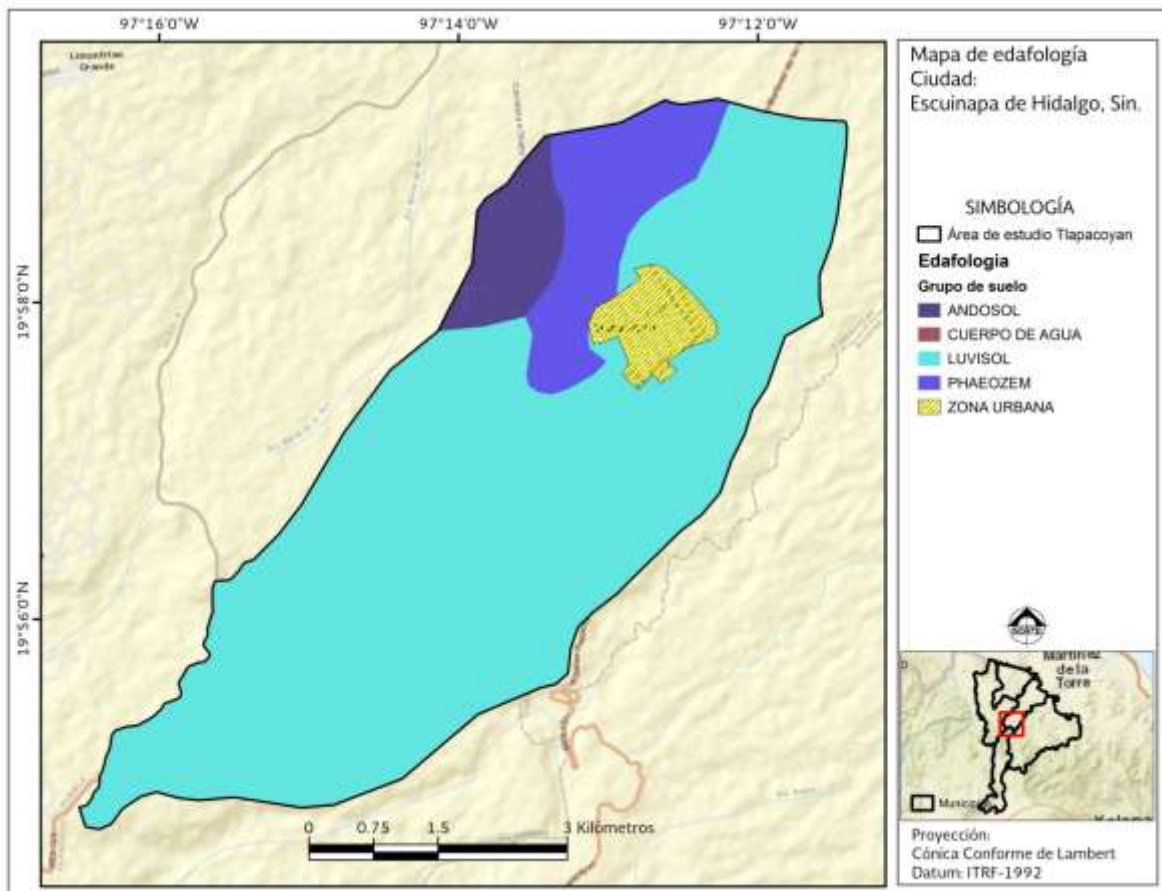 97°16'0"W
97°14'0"W
97°12'0"W
19°58'0"N
19°56'0"N
Grande
0 0.75 1.5 3 Kilómetros
Mapa de edafología
Ciudad:
Escuinapa de Hidalgo, Sin.
SIMBOLOGÍA
Área de estudio Tlapacoyan
Edafologia
Grupo de suelo
ANDOSOL
CUERPO DE AGUA
LUVISOL
PHAEOZEM
ZONA URBANA
Martínez
de la
Torre
Proyección:
Cónica Conforme de Lambert
Datum: ITRF-1992